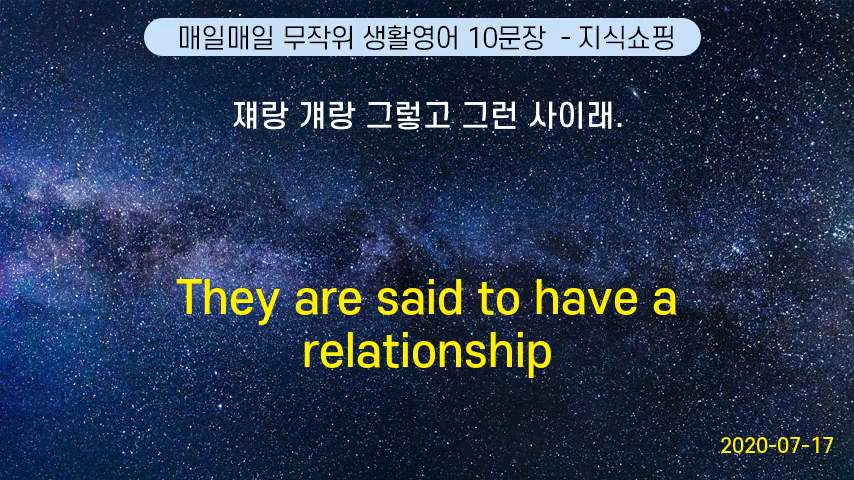 매일매일 무작위 생활영어 10문장 - 지식쇼핑
쟤랑 걔랑 그렇고 그런 사이래.
They are said to have a
relationship
2020-07-17